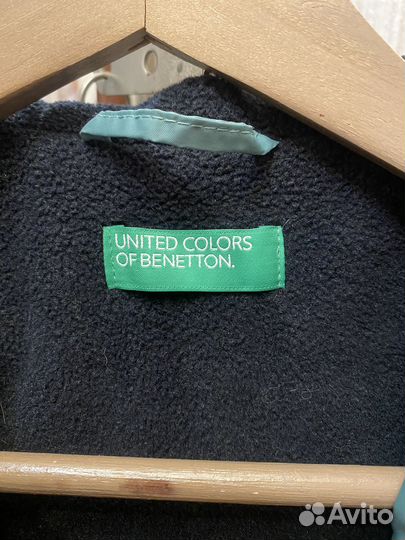 UNITED COLORS
OF BENETTON.
Avito